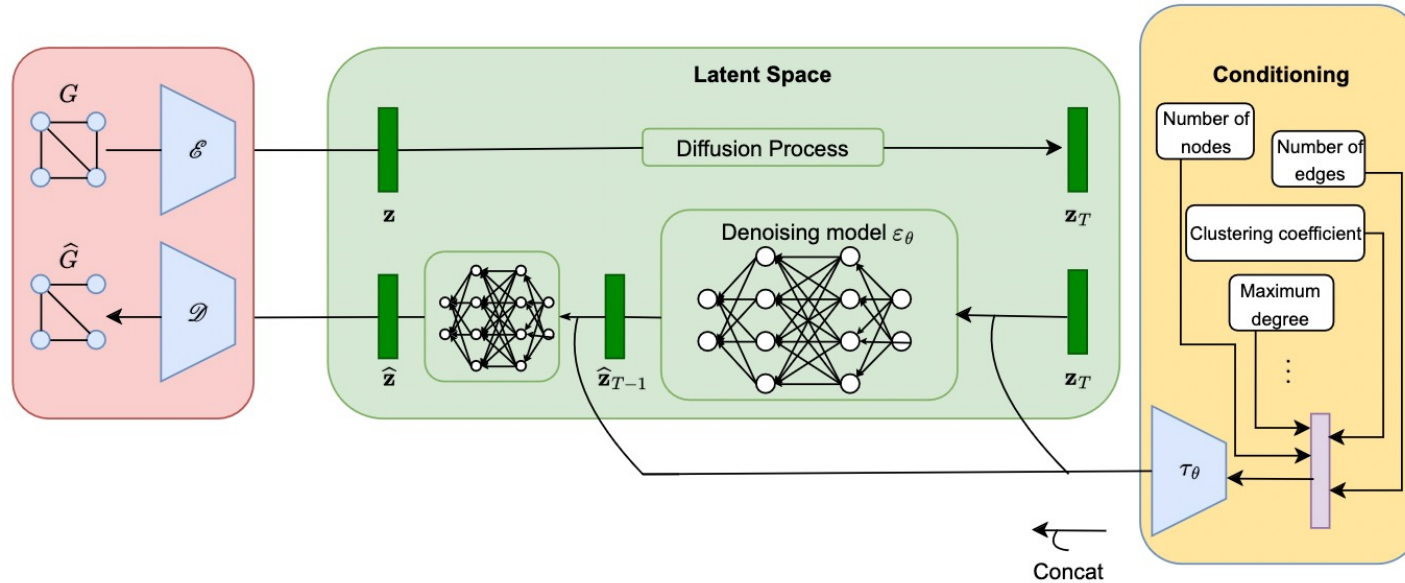 Latent Space
Conditioning
G
ℰ
Diffusion Process
z
z_T
Number of
nodes
Number of
edges
Clustering coefficient
Maximum
degree
⋮
Denoising model ε_θ
Ĝ
𝒟
ẑ
ẑ_{T−1}
z_T
τ_θ
Concat